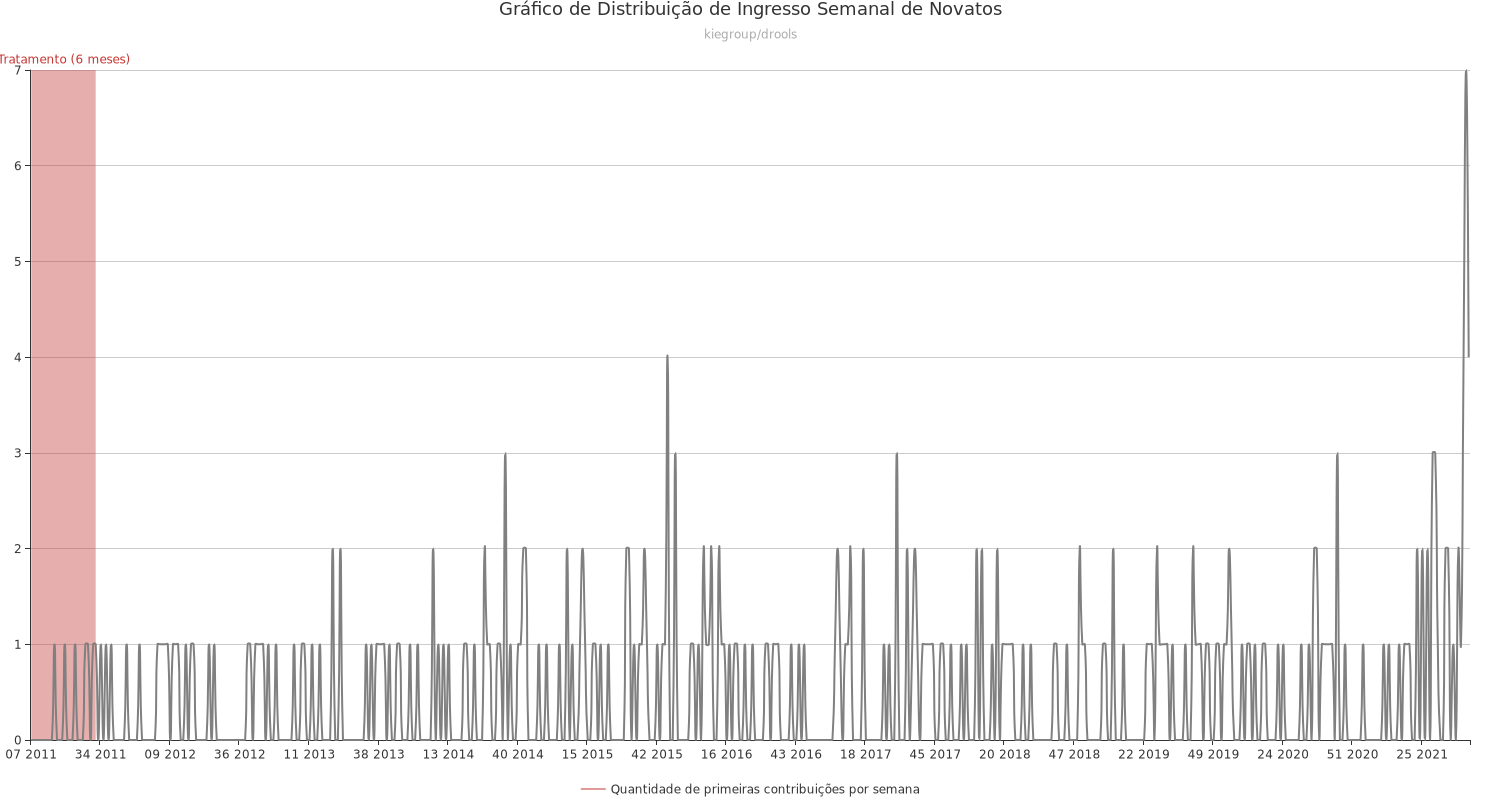 Gráfico de Distribuição de Ingresso Semanal de Novatos
kiegroup/drools
Tratamento (6 meses)
7
6
5
4
3
2
1
0
07 2011 34 2011 09 2012 36 2012 11 2013 38 2013 13 2014 40 2014 15 2015 42 2015 16 2016 43 2016 18 2017 45 2017 20 2018 47 2018 22 2019 49 2019 24 2020 51 2020 25 2021
Quantidade de primeiras contribuições por semana